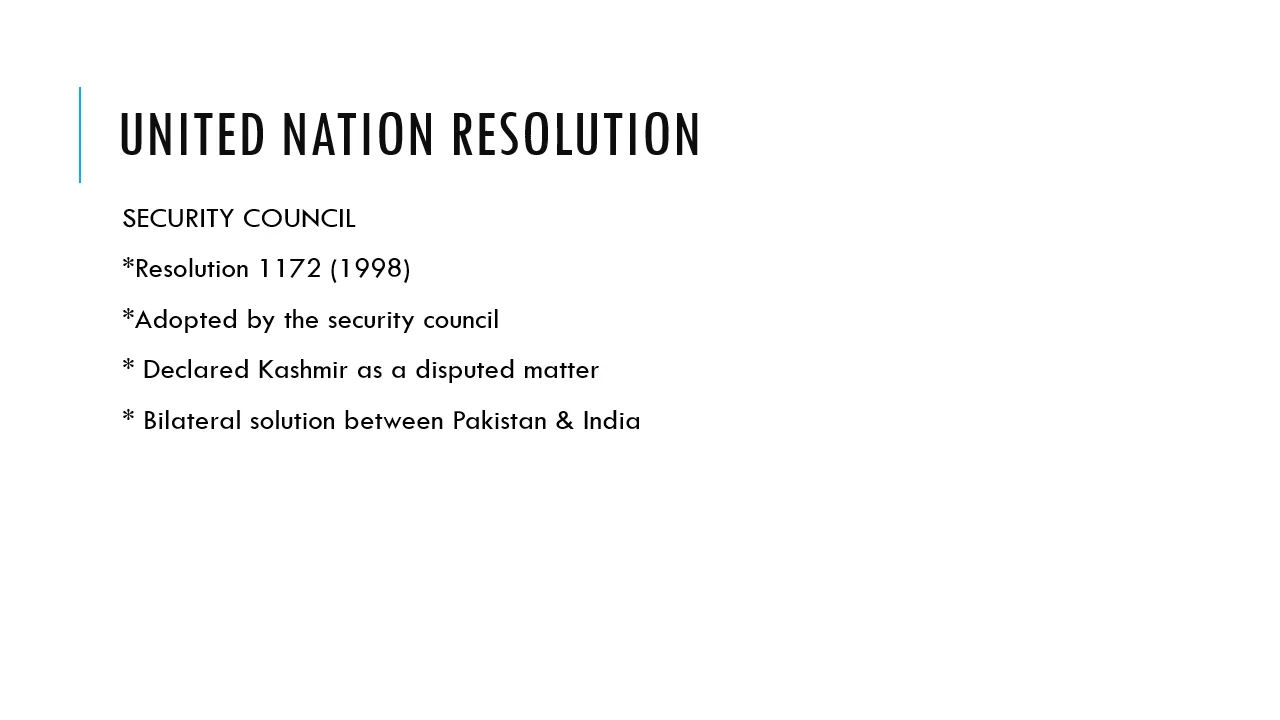 UNITED NATION RESOLUTION
SECURITY COUNCIL
*Resolution 1172 (1998)
*Adopted by the security council
* Declared Kashmir as a disputed matter
* Bilateral solution between Pakistan & India